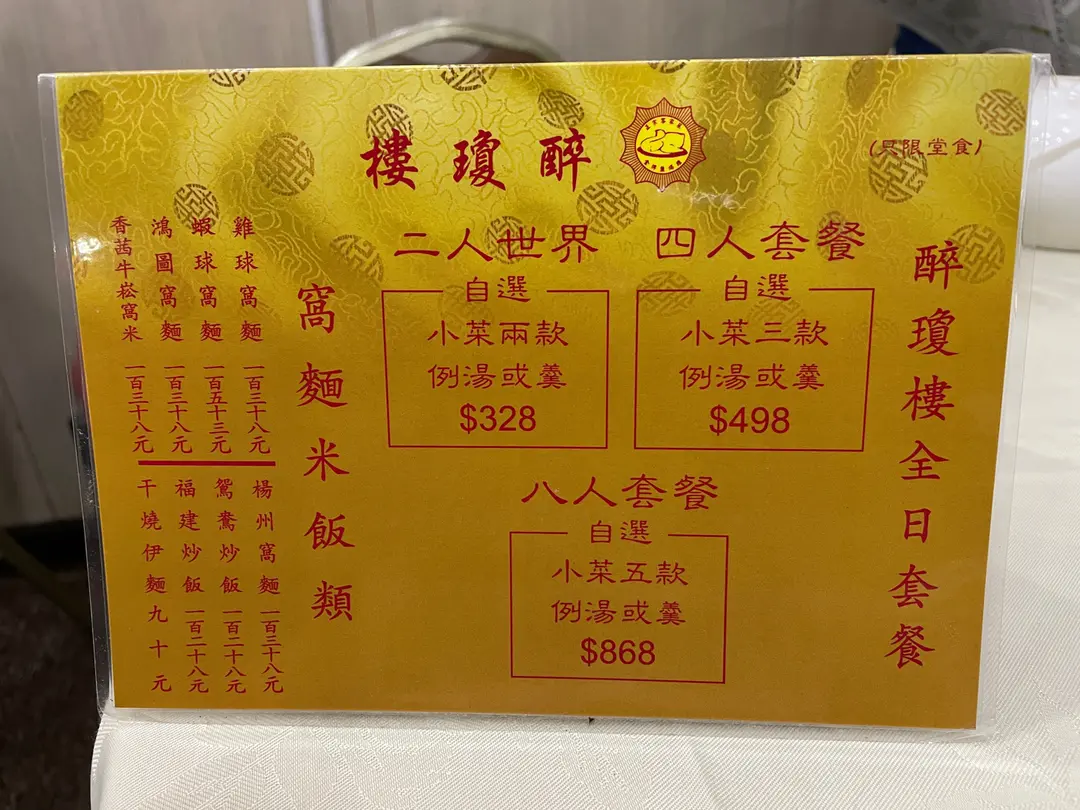 醉瓊樓
(只限堂食)
醉瓊樓全日套餐
二人世界
自選
小菜兩款
例湯或羹
$328
四人套餐
自選
小菜三款
例湯或羹
$498
八人套餐
自選
小菜五款
例湯或羹
$868
窩麵米飯類
雞球窩麵 一百三十八元
蝦球窩麵 一百五十三元
鴻圖窩麵 一百三十八元
香茜牛崧窩米 一百三十八元
楊州窩麵 一百三十八元
鴛鴦炒飯 一百二十八元
福建炒飯 一百二十八元
干燒伊麵 九十元